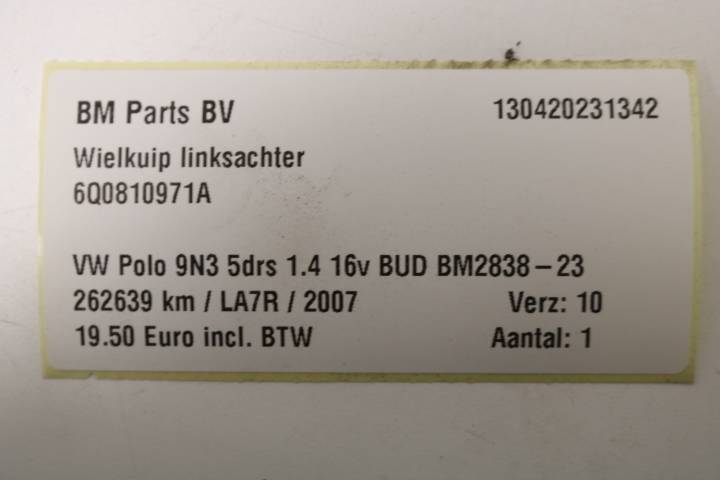 BM Parts BV 130420231342
Wielkuip linksachter
6Q0810971A
VW Polo 9N3 5drs 1.4 16v BUD BM2838-23
262639 km / LA7R / 2007 Verz: 10
19.50 Euro incl. BTW Aantal: 1